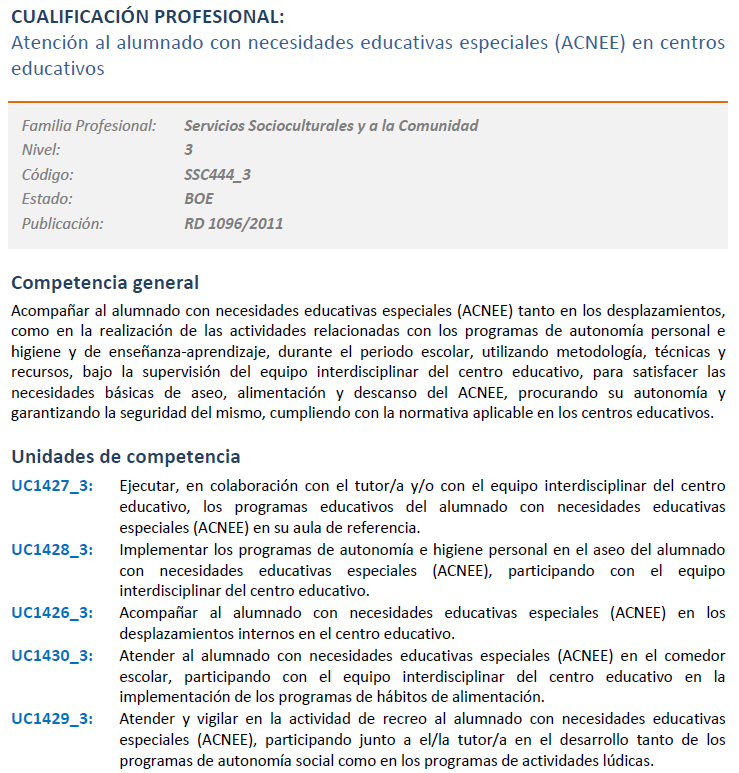 CUALIFICACIÓN PROFESIONAL:
Atención al alumnado con necesidades educativas especiales (ACNEE) en centros
educativos
Familia Profesional: Servicios Socioculturales y a la Comunidad
Nivel: 3
Código: SSC444_3
Estado: BOE
Publicación: RD 1096/2011
Competencia general
Acompañar al alumnado con necesidades educativas especiales (ACNEE) tanto en los desplazamientos,
como en la realización de las actividades relacionadas con los programas de autonomía personal e
higiene y de enseñanza-aprendizaje, durante el periodo escolar, utilizando metodología, técnicas y
recursos, bajo la supervisión del equipo interdisciplinar del centro educativo, para satisfacer las
necesidades básicas de aseo, alimentación y descanso del ACNEE, procurando su autonomía y
garantizando la seguridad del mismo, cumpliendo con la normativa aplicable en los centros educativos.
Unidades de competencia
UC1427_3: Ejecutar, en colaboración con el tutor/a y/o con el equipo interdisciplinar del centro
educativo, los programas educativos del alumnado con necesidades educativas
especiales (ACNEE) en su aula de referencia.
UC1428_3: Implementar los programas de autonomía e higiene personal en el aseo del alumnado
con necesidades educativas especiales (ACNEE), participando con el equipo
interdisciplinar del centro educativo.
UC1426_3: Acompañar al alumnado con necesidades educativas especiales (ACNEE) en los
desplazamientos internos en el centro educativo.
UC1430_3: Atender al alumnado con necesidades educativas especiales (ACNEE) en el comedor
escolar, participando con el equipo interdisciplinar del centro educativo en la
implementación de los programas de hábitos de alimentación.
UC1429_3: Atender y vigilar en la actividad de recreo al alumnado con necesidades educativas
especiales (ACNEE), participando junto a el/la tutor/a en el desarrollo tanto de los
programas de autonomía social como en los programas de actividades lúdicas.